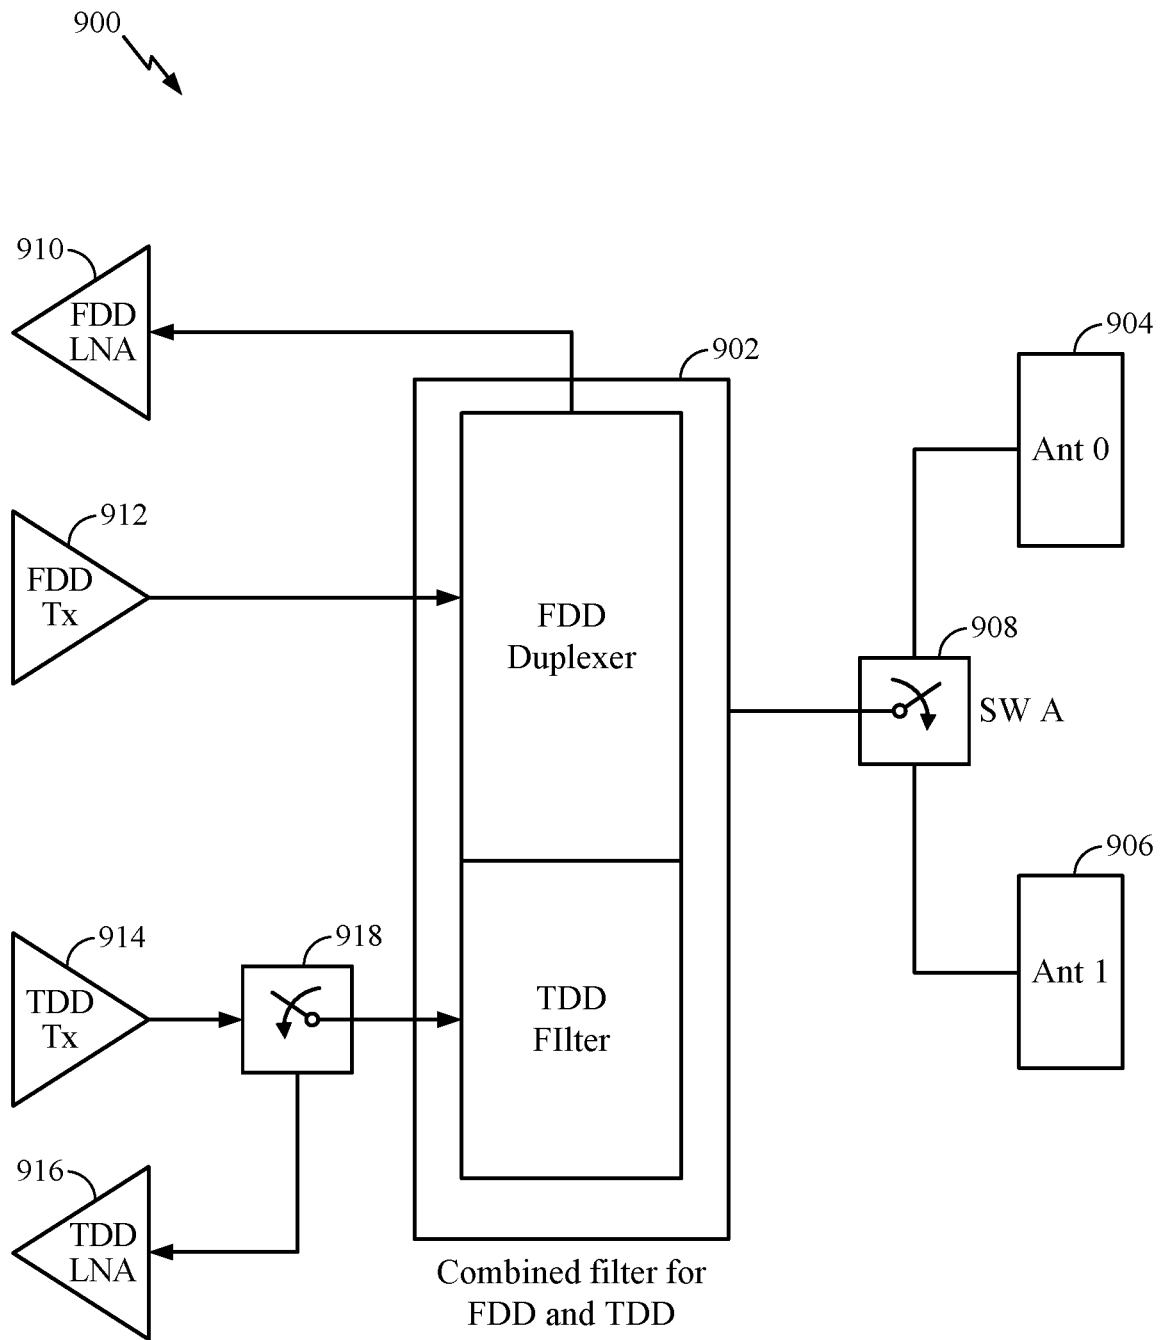 900
910
FDD
LNA
902
904
Ant 0
912
FDD
Tx
FDD
Duplexer
908
SW A
906
Ant 1
914
TDD
Tx
918
TDD
FIlter
916
TDD
LNA
Combined filter for
FDD and TDD